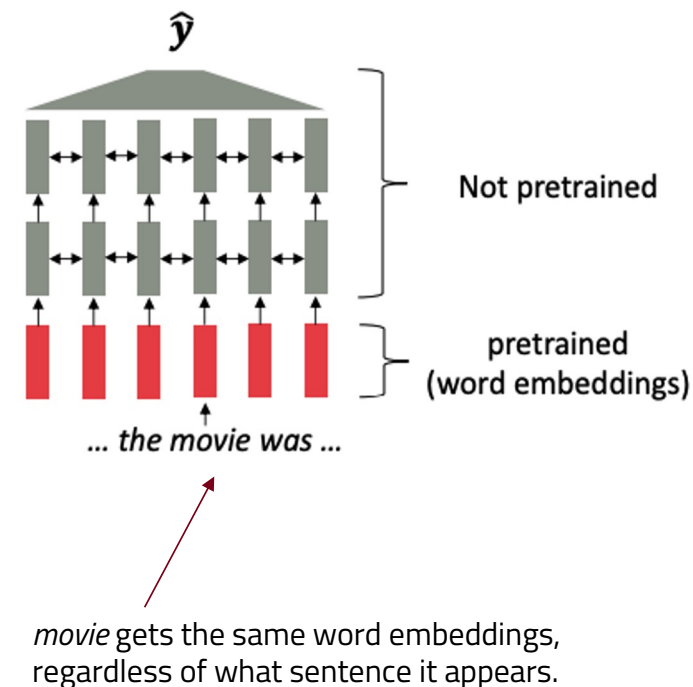 ŷ
Not pretrained
pretrained
(word embeddings)
... the movie was ...
movie gets the same word embeddings,
regardless of what sentence it appears.